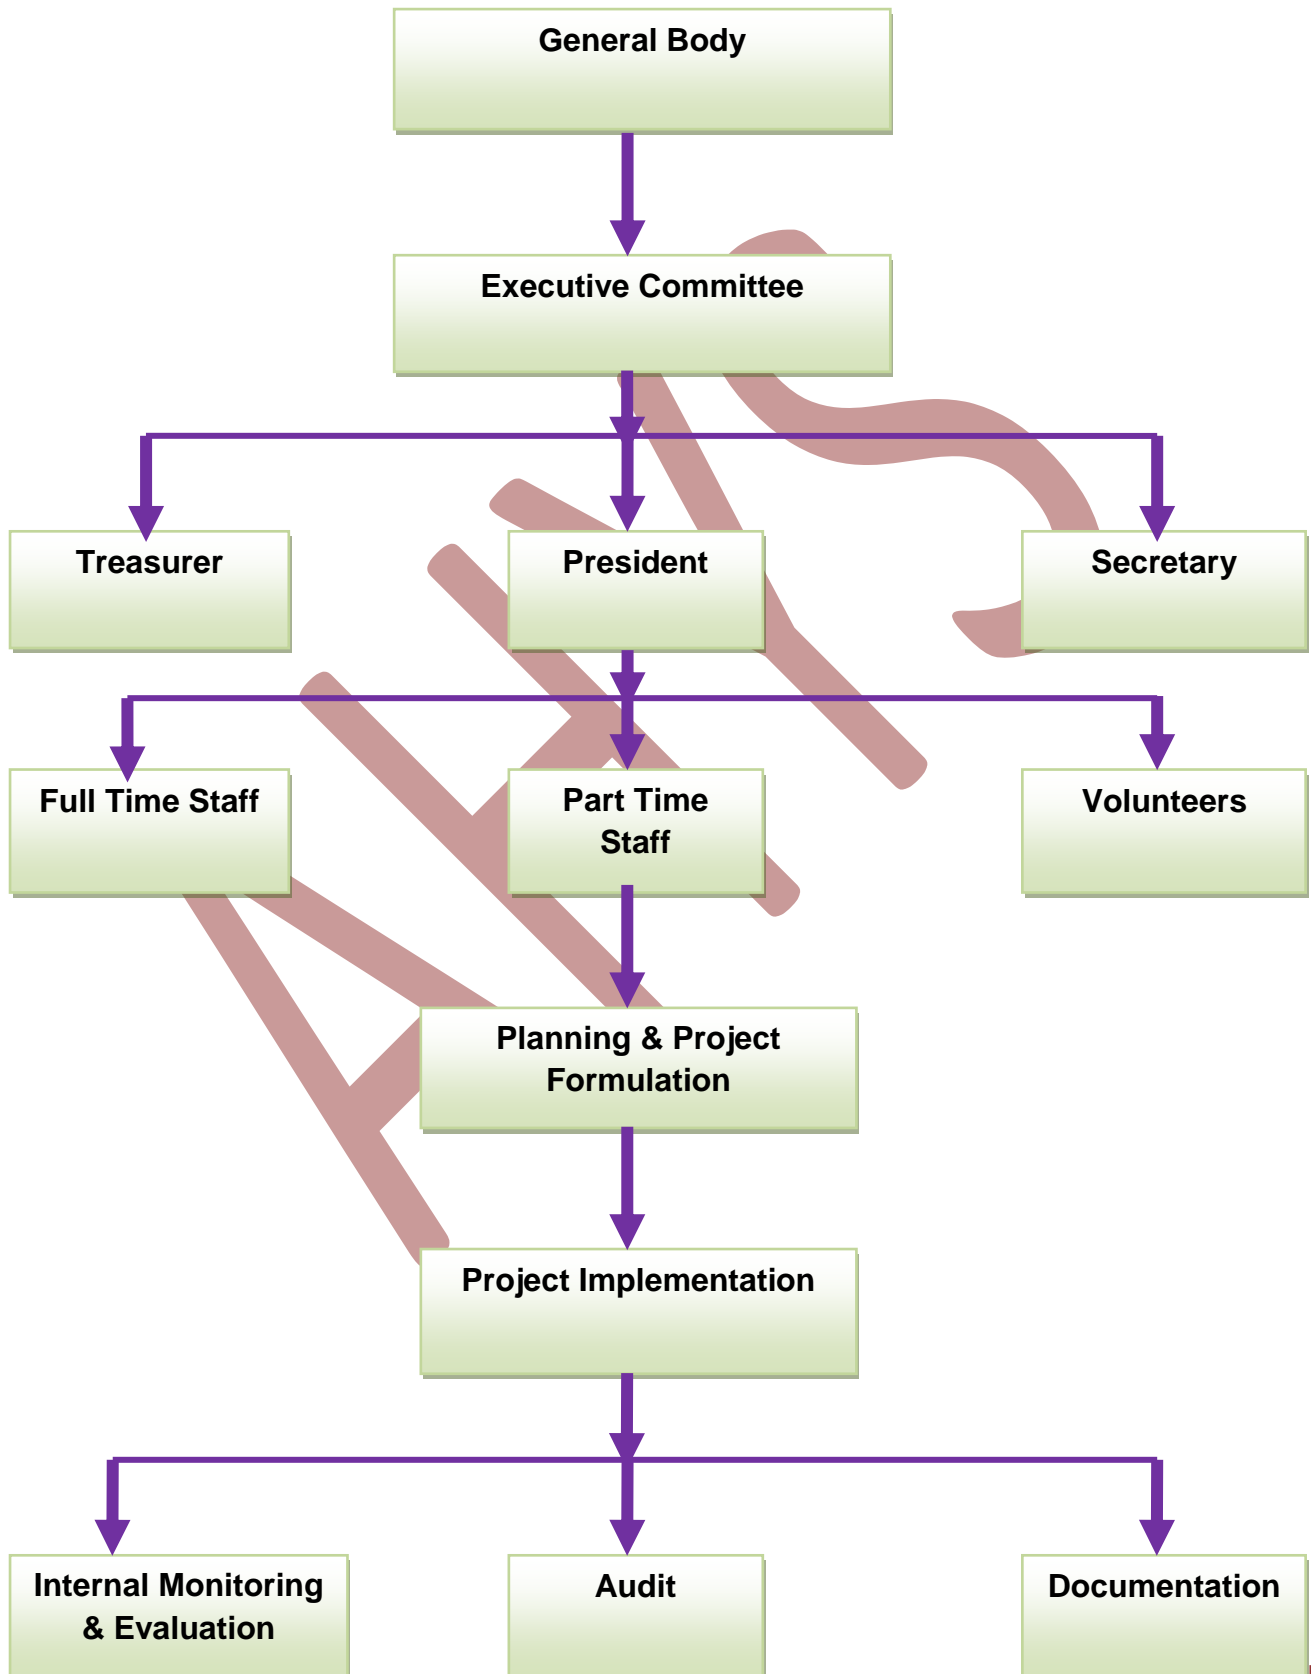 General Body
Executive Committee
Treasurer
President
Secretary
Full Time Staff
Part Time
Staff
Volunteers
Planning & Project
Formulation
Project Implementation
Internal Monitoring
& Evaluation
Audit
Documentation